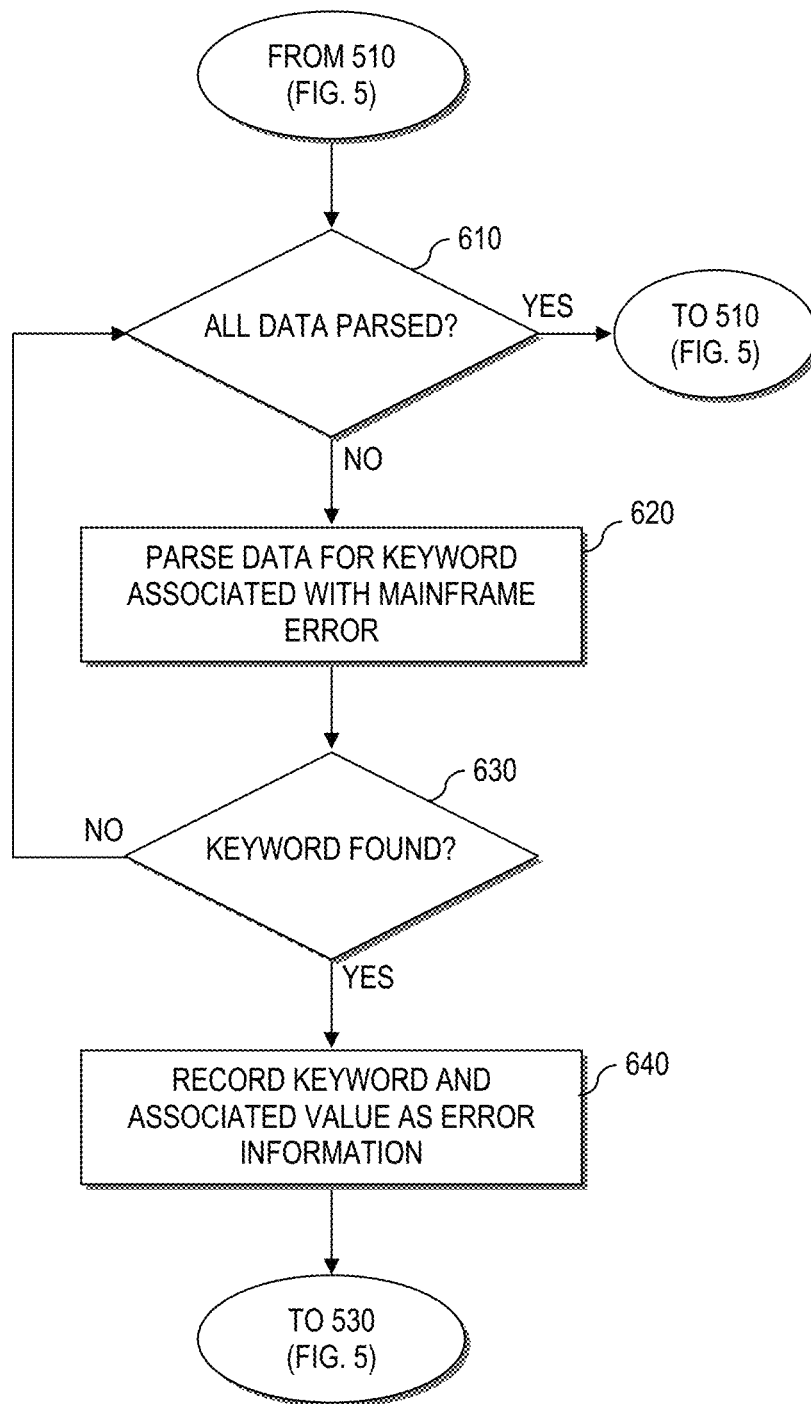 FROM 510
(FIG. 5)
610
ALL DATA PARSED?
YES
TO 510
(FIG. 5)
NO
620
PARSE DATA FOR KEYWORD
ASSOCIATED WITH MAINFRAME
ERROR
630
NO
KEYWORD FOUND?
YES
640
RECORD KEYWORD AND
ASSOCIATED VALUE AS ERROR
INFORMATION
TO 530
(FIG. 5)